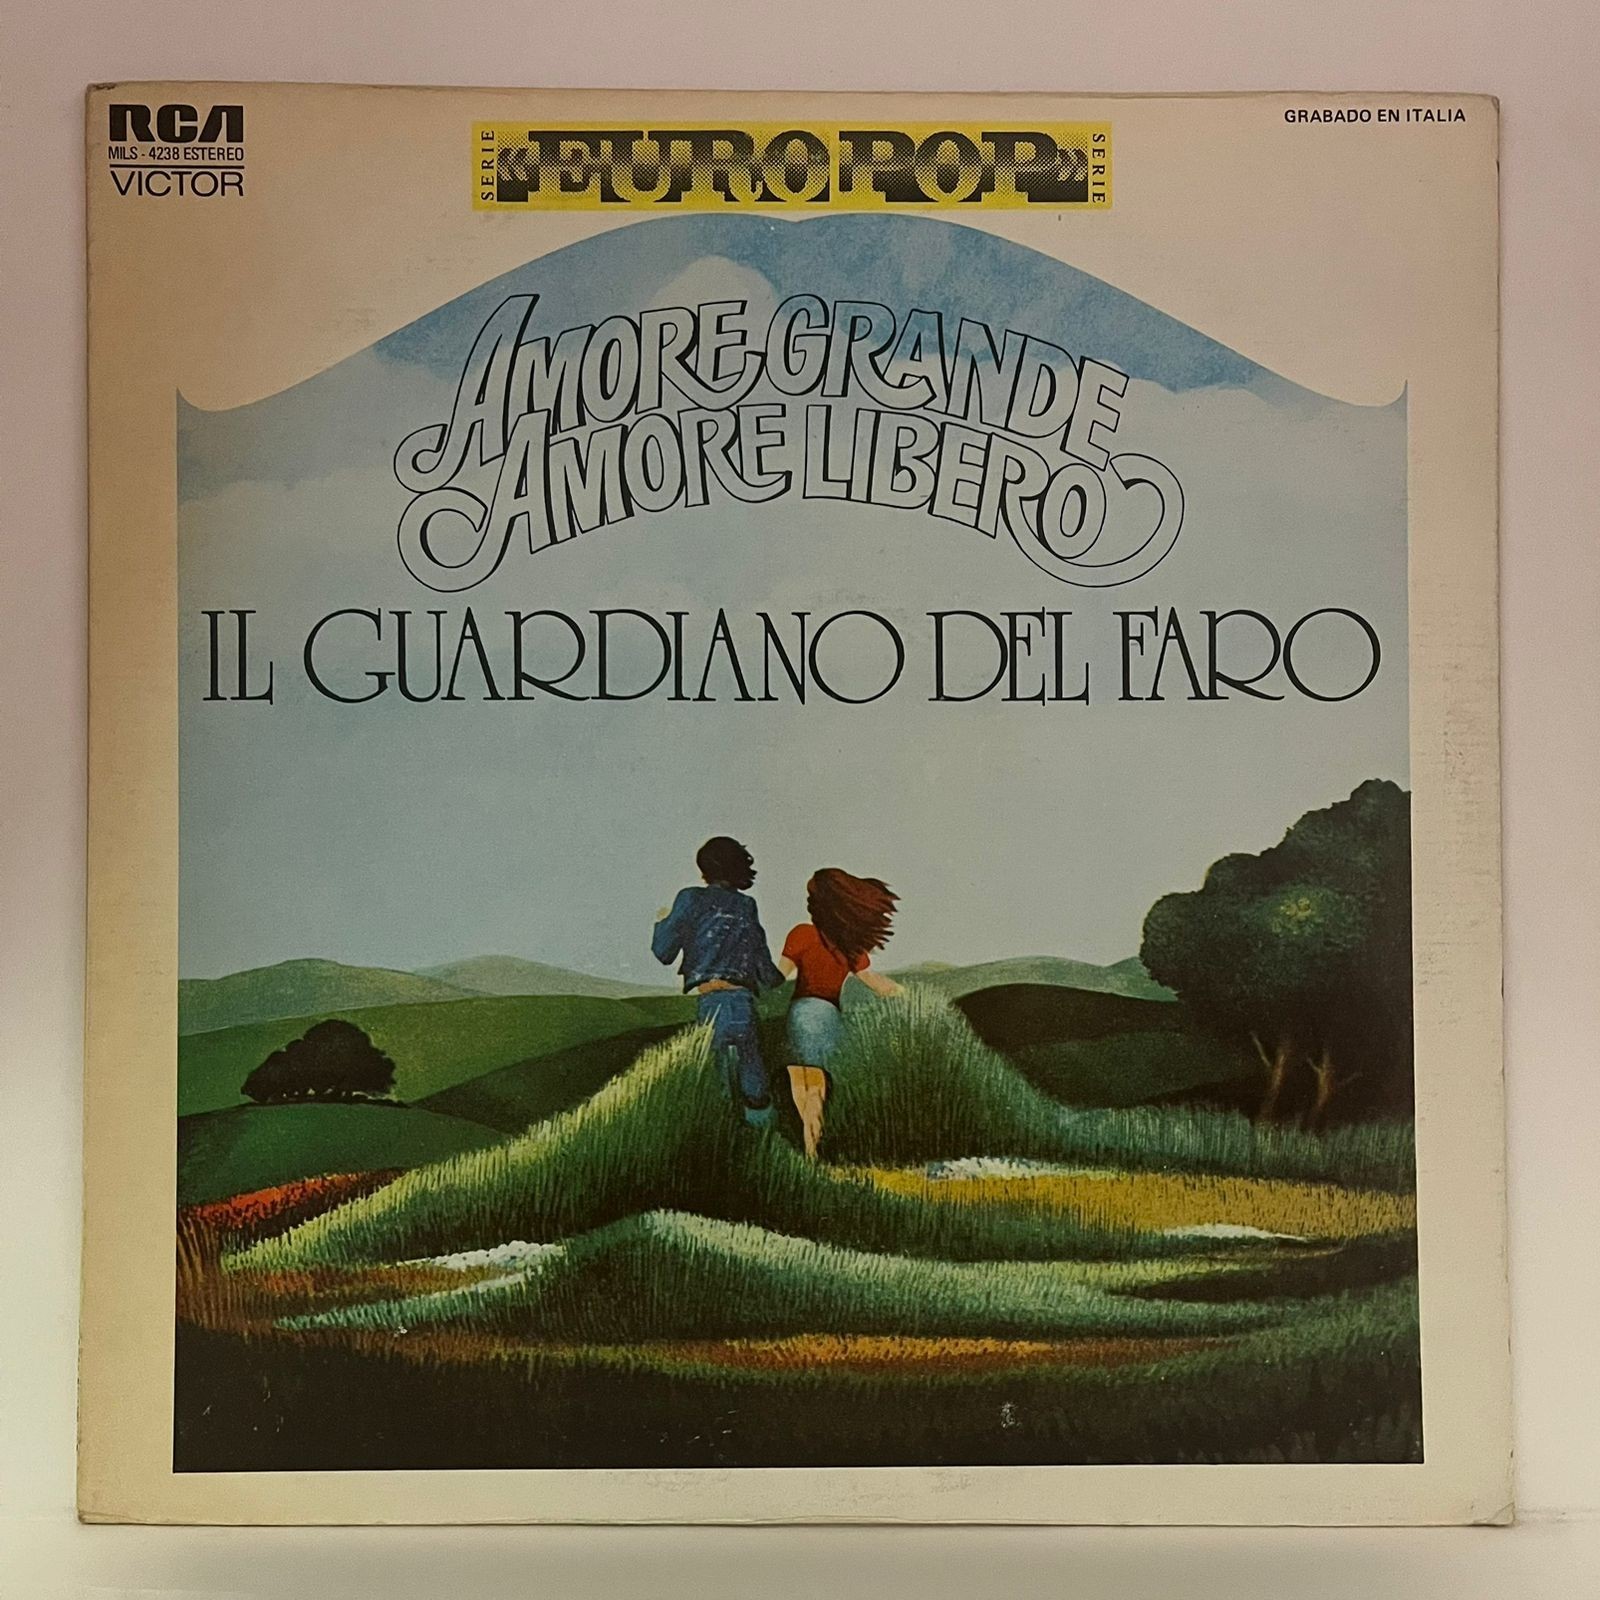 RCA
MILS - 4238 ESTEREO
VICTOR
SERIE «EUROPOP» SERIE
GRABADO EN ITALIA
AMORE GRANDE
AMORE LIBERO
IL GUARDIANO DEL FARO